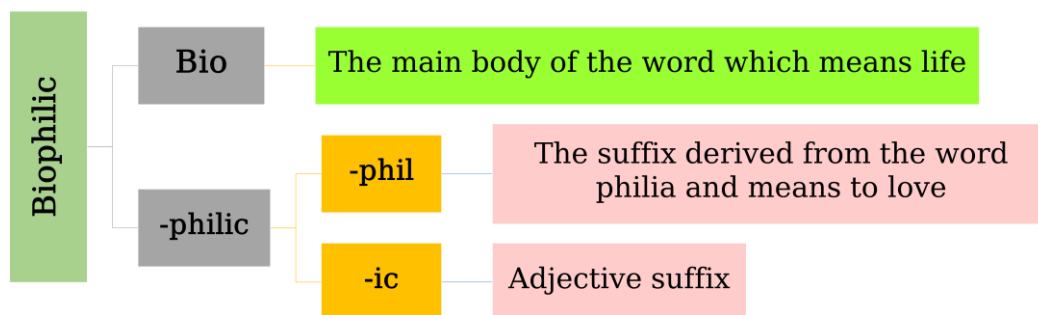 Biophilic
Bio
The main body of the word which means life
-philic
-phil
The suffix derived from the word
philia and means to love
-ic
Adjective suffix